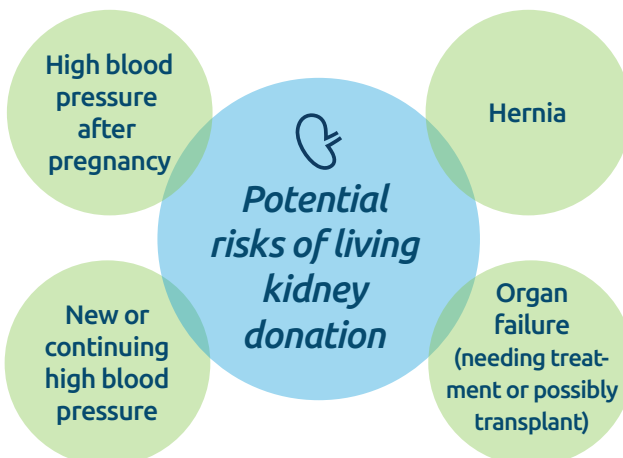 High blood
pressure
after
pregnancy
Hernia
Potential
risks of living
kidney
donation
New or
continuing
high blood
pressure
Organ
failure
(needing treat-
ment or possibly
transplant)